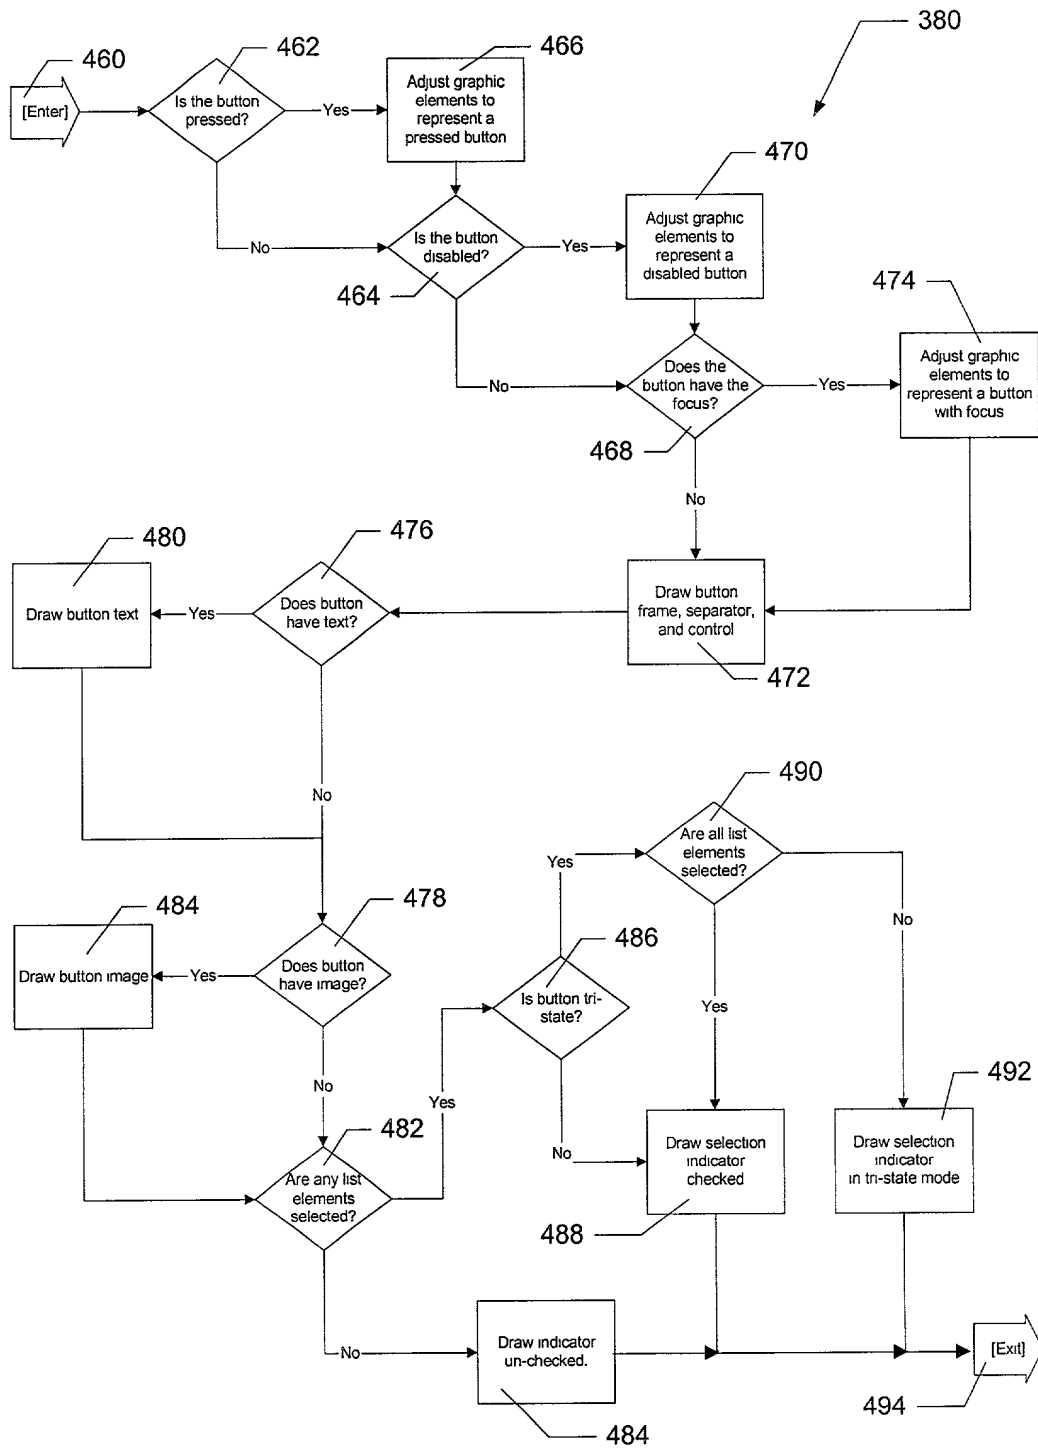 380
460
[Enter]
462
Is the button
pressed?
Yes
No
466
Adjust graphic
elements to
represent a
pressed button
Is the button
disabled?
464
Yes
No
470
Adjust graphic
elements to
represent a
disabled button
Does the
button have the
focus?
468
Yes
No
474
Adjust graphic
elements to
represent a button
with focus
Draw button
frame, separator,
and control
472
476
Does button
have text?
Yes
No
480
Draw button text
478
Does button
have image?
Yes
No
484
Draw button image
482
Are any list
elements
selected?
Yes
No
486
Is button tri-
state?
Yes
No
490
Are all list
elements
selected?
Yes
No
Draw selection
indicator
checked
488
492
Draw selection
indicator
in tri-state mode
Draw indicator
un-checked.
484
[Exit]
494